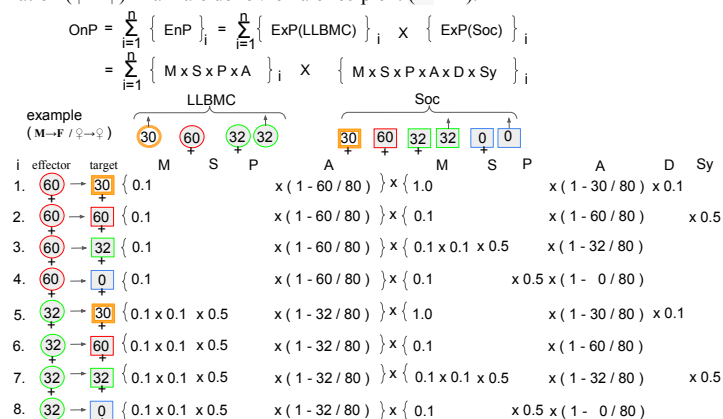 OnP = Σ i=1 n { EnP } i = Σ i=1 n { ExP(LLBMC) } i X { ExP(Soc) } i
= Σ i=1 n { M x S x P x A } i X { M x S x P x A x D x Sy } i
LLBMC Soc
example
( M→F / ♀→♀ ) 30 60 32 32 30 60 32 32 0 0
+ + + + + + +
i effector target M S P A M S P A D Sy
1. 60 → 30 { 0.1 x ( 1 - 60 / 80 ) } x { 1.0 x ( 1 - 30 / 80 ) x 0.1
2. 60 → 60 { 0.1 x ( 1 - 60 / 80 ) } x { 0.1 x ( 1 - 60 / 80 ) x 0.5
3. 60 → 32 { 0.1 x ( 1 - 60 / 80 ) } x { 0.1 x 0.1 x 0.5 x ( 1 - 32 / 80 )
4. 60 → 0 { 0.1 x ( 1 - 60 / 80 ) } x { 0.1 x 0.5 x ( 1 - 0 / 80 )
5. 32 → 30 { 0.1 x 0.1 x 0.5 x ( 1 - 32 / 80 ) } x { 1.0 x ( 1 - 30 / 80 ) x 0.1
6. 32 → 60 { 0.1 x 0.1 x 0.5 x ( 1 - 32 / 80 ) } x { 0.1 x ( 1 - 60 / 80 )
7. 32 → 32 { 0.1 x 0.1 x 0.5 x ( 1 - 32 / 80 ) } x { 0.1 x 0.1 x 0.5 x ( 1 - 32 / 80 ) x 0.5
8. 32 → 0 { 0.1 x 0.1 x 0.5 x ( 1 - 32 / 80 ) } x { 0.1 x 0.5 x ( 1 - 0 / 80 )